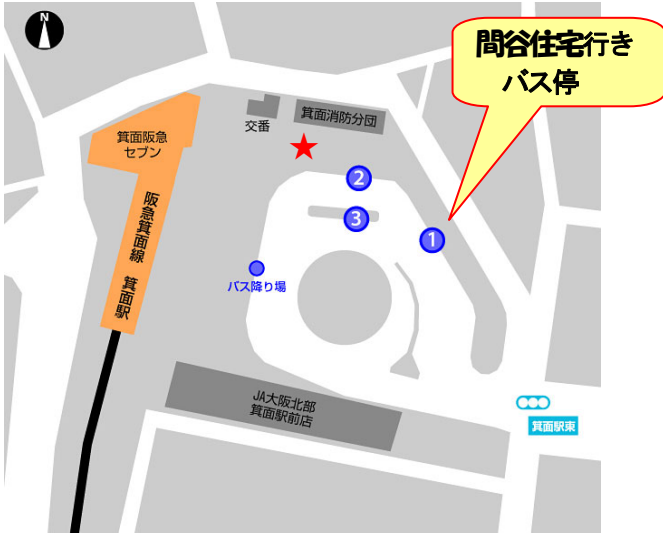 N
間谷住宅行き
バス停
箕面消防分団
交番
箕面阪急
セブン
2
阪急箕面線 箕面駅
3
1
バス降り場
JA大阪北部
箕面駅前店
箕面駅東